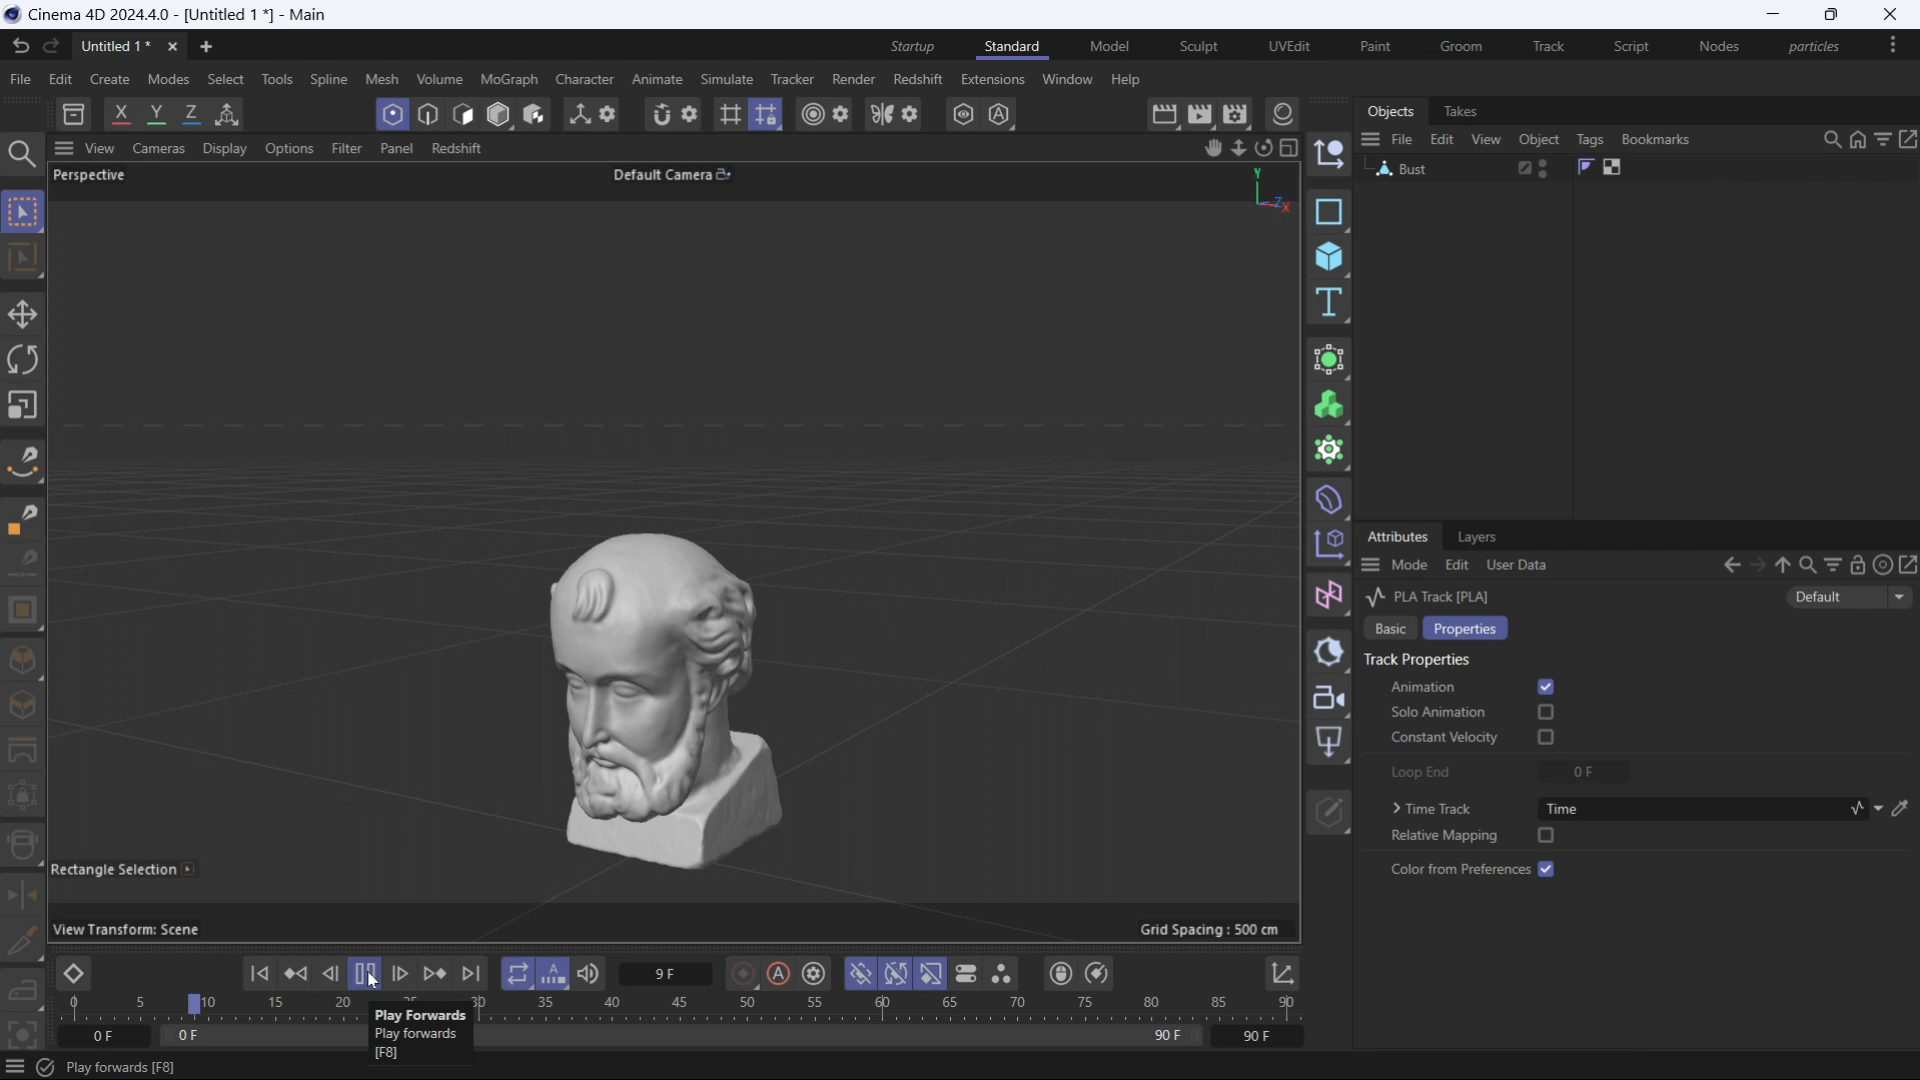 Cinema 4D 2024.4.0 - [Untitled 1 *] - Main
Untitled 1 *
Startup Standard Model Sculpt UVEdit Paint Groom Track Script Nodes particles
File Edit Create Modes Select Tools Spline Mesh Volume MoGraph Character Animate Simulate Tracker Render Redshift Extensions Window Help
X Y Z
View Cameras Display Options Filter Panel Redshift
Perspective
Default Camera
Y
Z
X
Rectangle Selection
View Transform: Scene
Grid Spacing : 500 cm
9 F
0 5 10 15 20 25 30 35 40 45 50 55 60 65 70 75 80 85 90
0 F
0 F
90 F
90 F
Play Forwards
Play forwards
[F8]
Play forwards [F8]
Objects Takes
File Edit View Object Tags Bookmarks
Bust
Attributes Layers
Mode Edit User Data
PLA Track [PLA]
Default
Basic Properties
Track Properties
Animation
Solo Animation
Constant Velocity
Loop End 0 F
Time Track Time
Relative Mapping
Color from Preferences